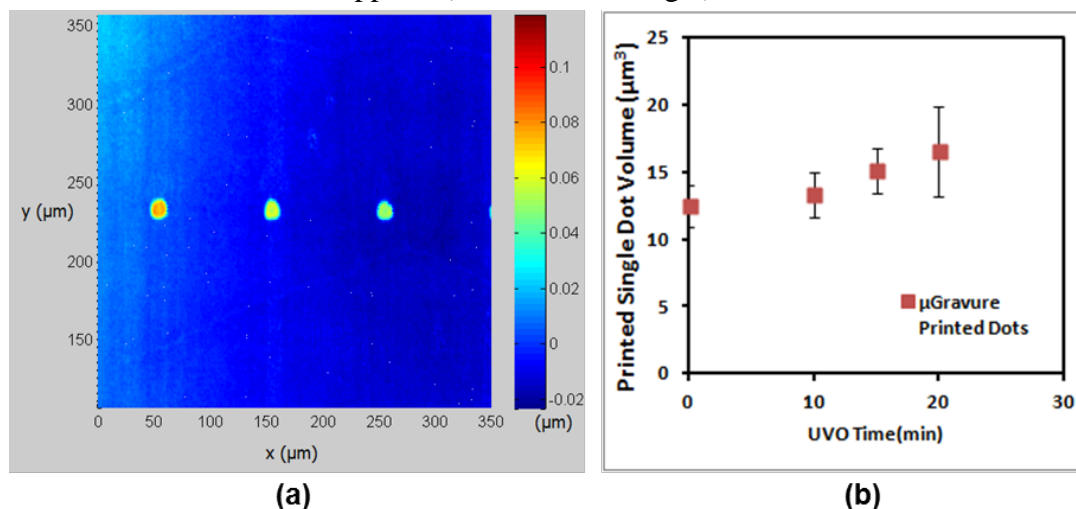 350
300
250
y (µm)
200
150
0 50 100 150 200 250 300 350
x (µm)
0.1
0.08
0.06
0.04
0.02
0
-0.02
(µm)
(a)
Printed Single Dot Volume (µm³)
25
20
15
10
5
0
0 10 20 30
UVO Time(min)
µGravure
Printed Dots
(b)